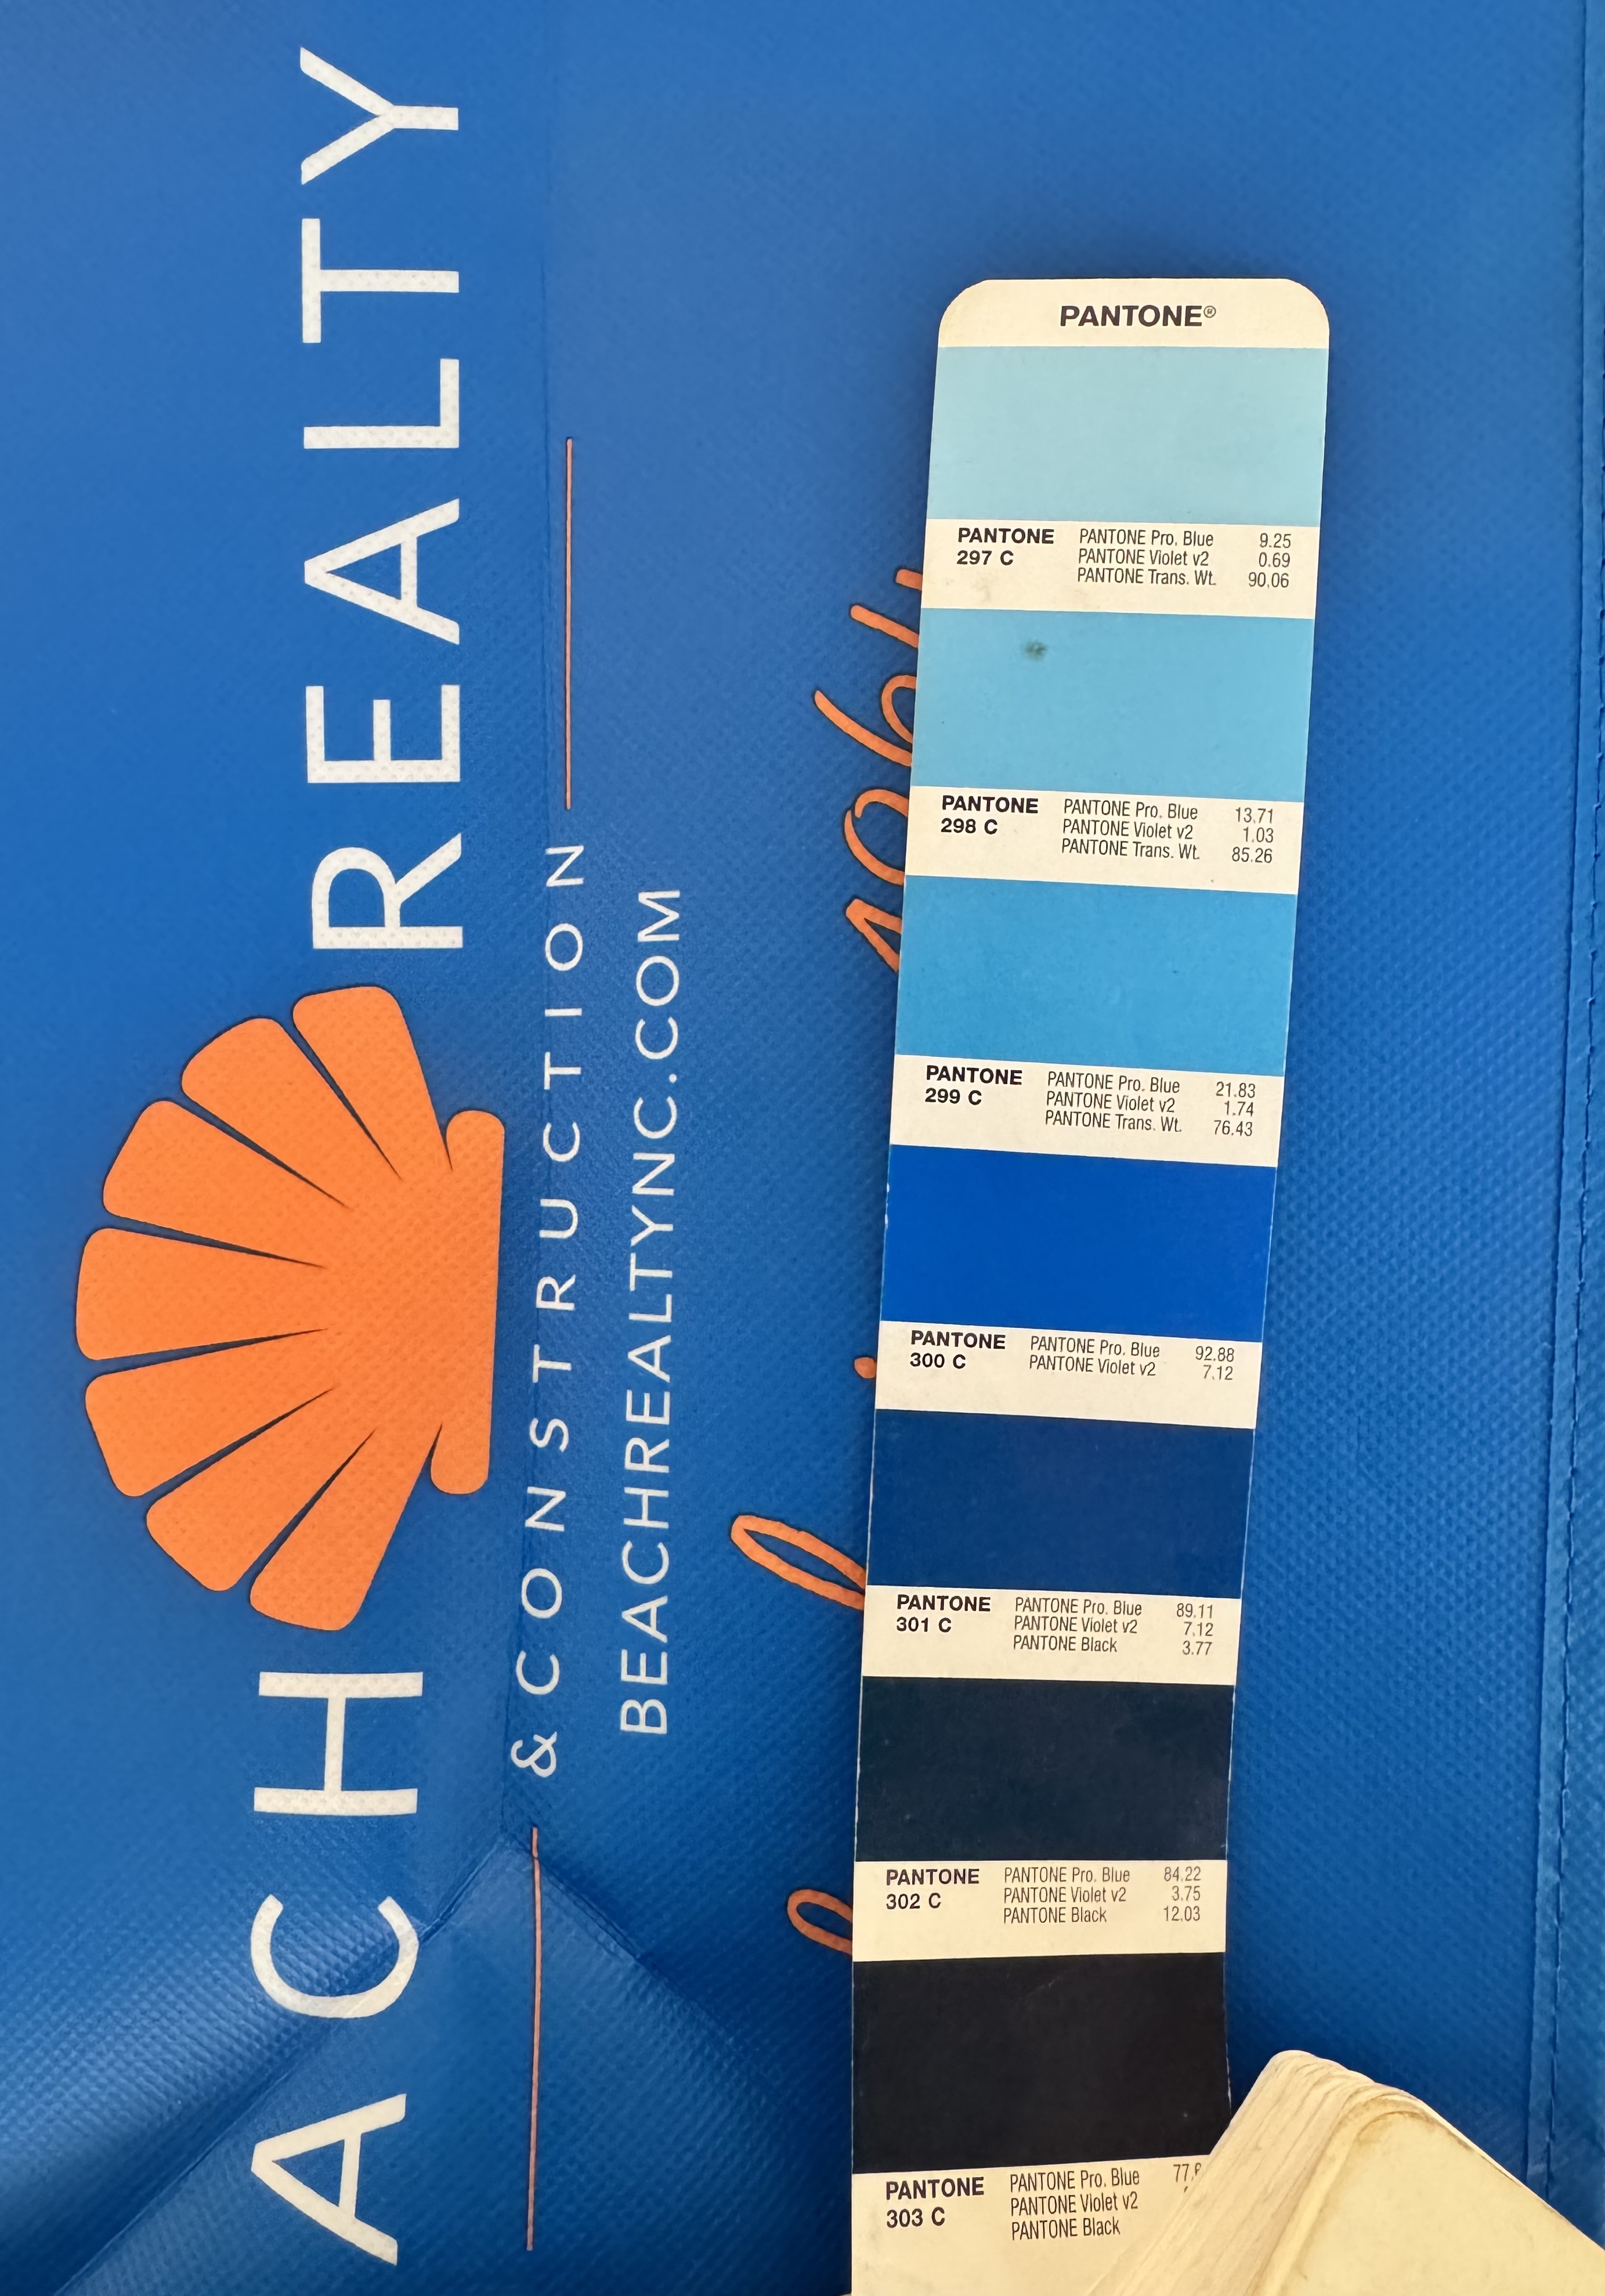 ACH REALTY
& CONSTRUCTION
BEACHREALTYNC.COM
PANTONE®
PANTONE 297 C
PANTONE Pro. Blue 9.25
PANTONE Violet v2 0.69
PANTONE Trans. Wt. 90.06
PANTONE 298 C
PANTONE Pro. Blue 13.71
PANTONE Violet v2 1.03
PANTONE Trans. Wt. 85.26
PANTONE 299 C
PANTONE Pro. Blue 21.83
PANTONE Violet v2 1.74
PANTONE Trans. Wt. 76.43
PANTONE 300 C
PANTONE Pro. Blue 92.88
PANTONE Violet v2 7.12
PANTONE 301 C
PANTONE Pro. Blue 89.11
PANTONE Violet v2 7.12
PANTONE Black 3.77
PANTONE 302 C
PANTONE Pro. Blue 84.22
PANTONE Violet v2 3.75
PANTONE Black 12.03
PANTONE 303 C
PANTONE Pro. Blue
PANTONE Violet v2
PANTONE Black